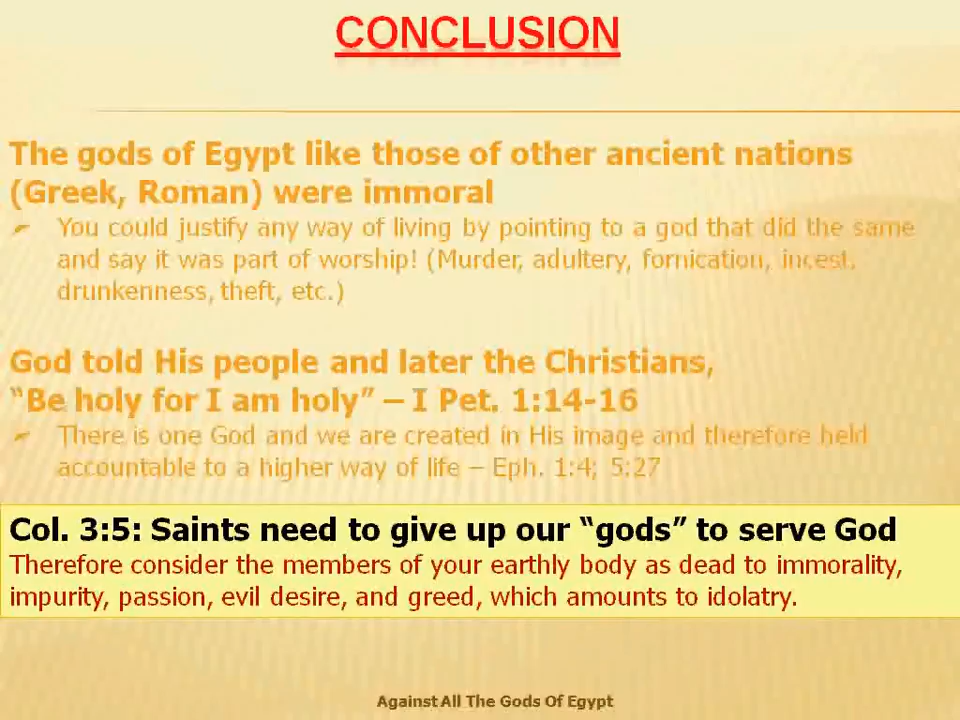 CONCLUSION
The gods of Egypt like those of other ancient nations
(Greek, Roman) were immoral
You could justify any way of living by pointing to a god that did the same
and say it was part of worship! (Murder, adultery, fornication, incest,
drunkenness, theft, etc.)
God told His people and later the Christians,
“Be holy for I am holy” – I Pet. 1:14-16
There is one God and we are created in His image and therefore held
accountable to a higher way of life – Eph. 1:4; 5:27
Col. 3:5: Saints need to give up our “gods” to serve God
Therefore consider the members of your earthly body as dead to immorality,
impurity, passion, evil desire, and greed, which amounts to idolatry.
Against All The Gods Of Egypt